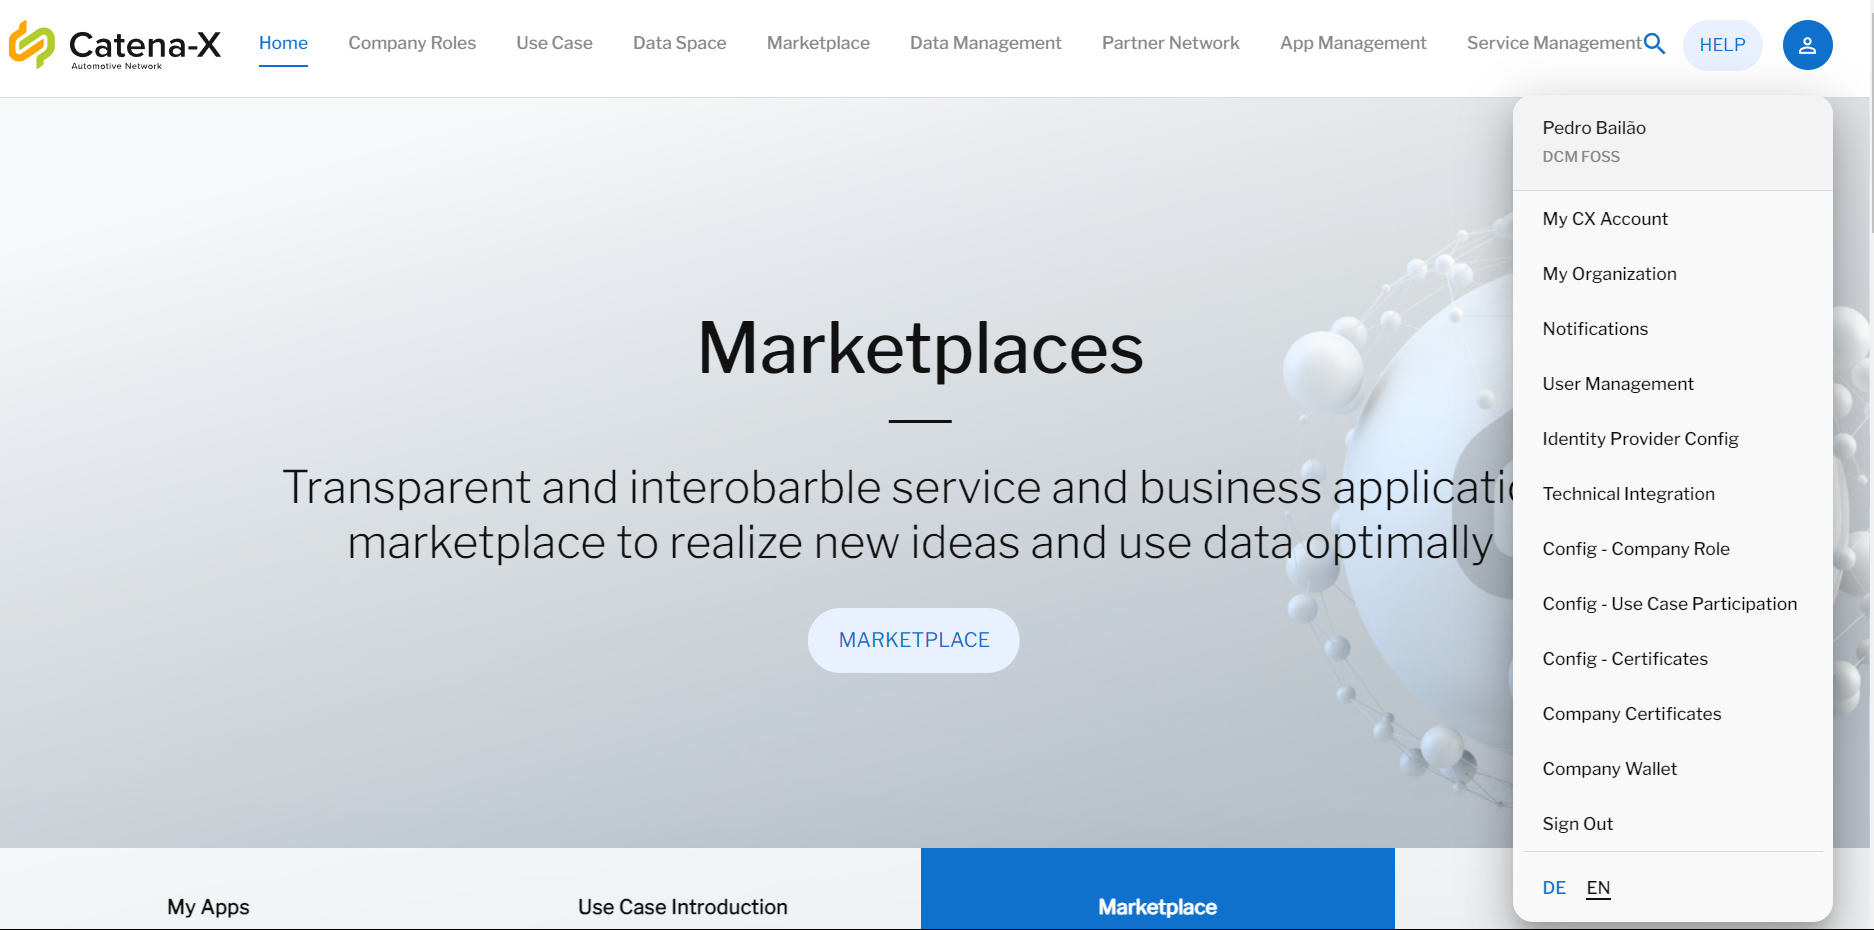 Catena-X
Automotive Network
Home
Company Roles
Use Case
Data Space
Marketplace
Data Management
Partner Network
App Management
Service Management
HELP
Marketplaces
Transparent and interobarble service and business applicatio
marketplace to realize new ideas and use data optimally
MARKETPLACE
Pedro Bailão
DCM FOSS
My CX Account
My Organization
Notifications
User Management
Identity Provider Config
Technical Integration
Config - Company Role
Config - Use Case Participation
Config - Certificates
Company Certificates
Company Wallet
Sign Out
DE EN
My Apps
Use Case Introduction
Marketplace